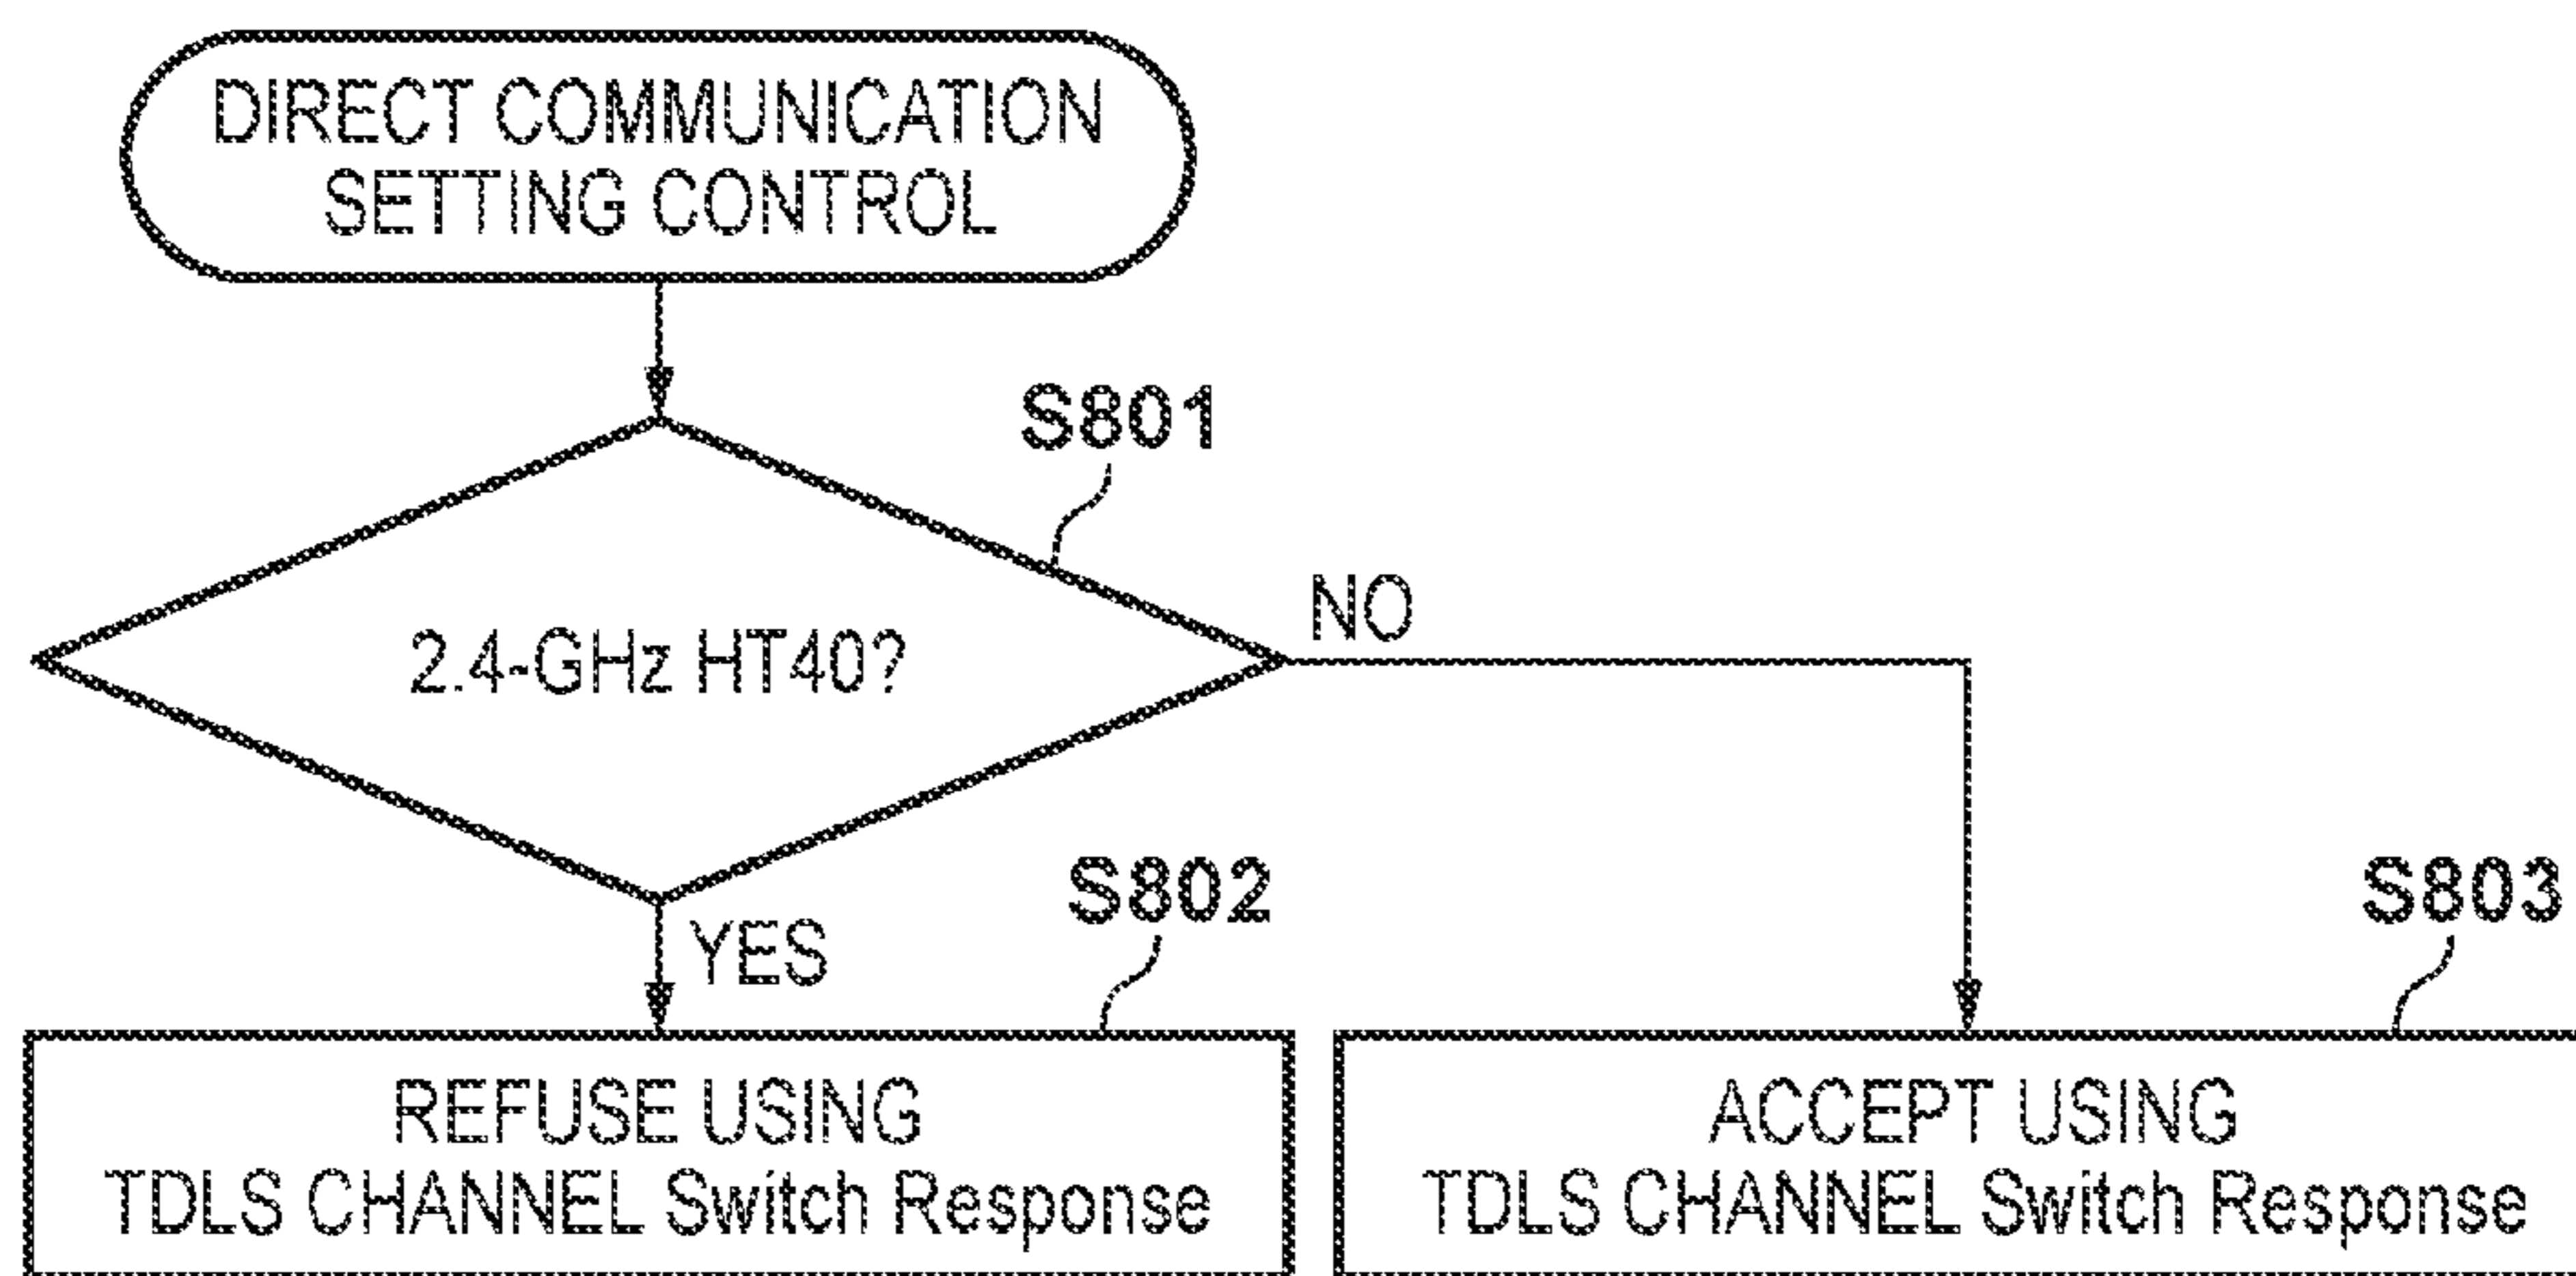 DIRECT COMMUNICATION
SETTING CONTROL
S801
2.4-GHz HT40?
NO
YES
S802
S803
REFUSE USING
TDLS CHANNEL Switch Response
ACCEPT USING
TDLS CHANNEL Switch Response